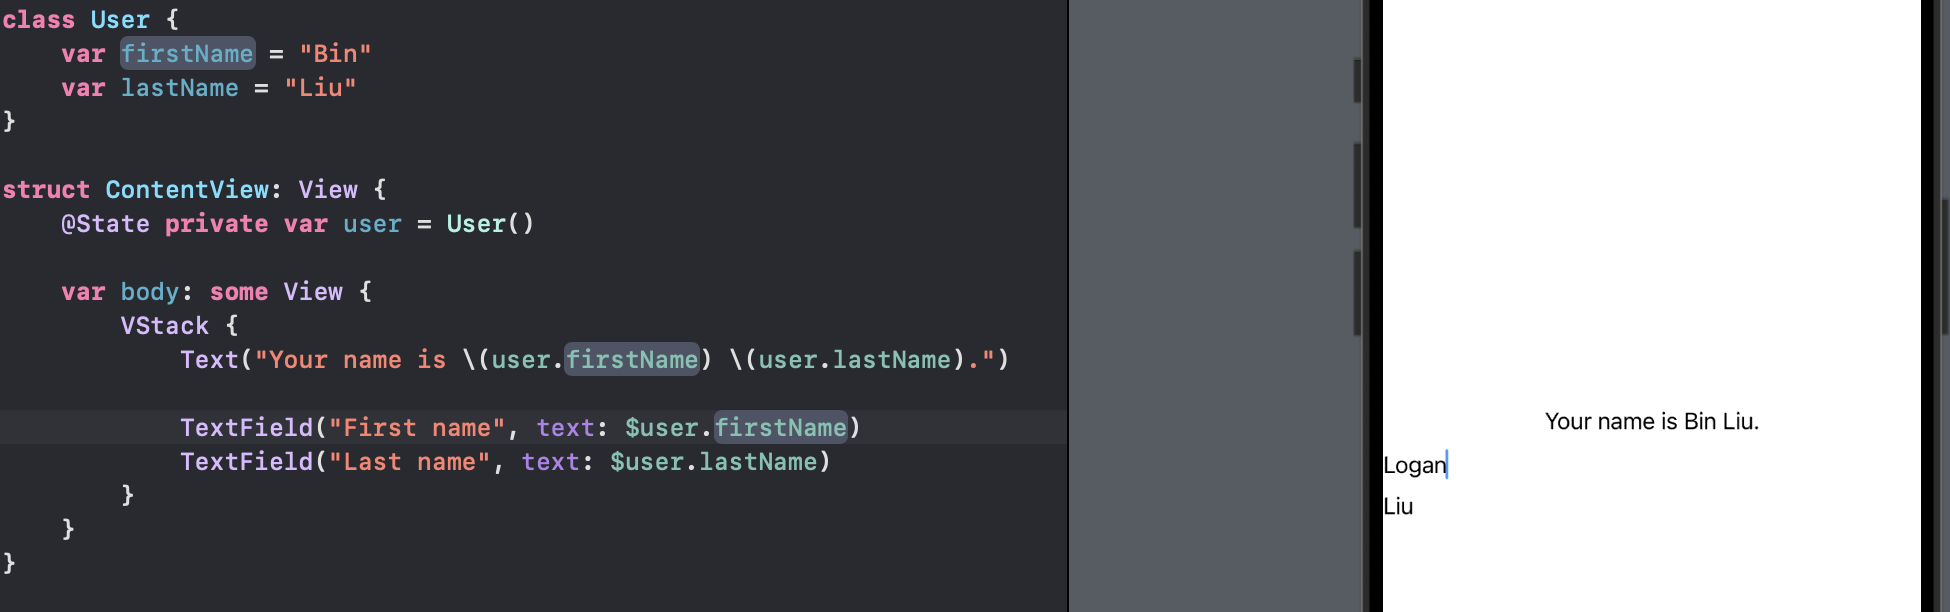 class User {
    var firstName = "Bin"
    var lastName = "Liu"
}

struct ContentView: View {
    @State private var user = User()

    var body: some View {
        VStack {
            Text("Your name is \(user.firstName) \(user.lastName).")

            TextField("First name", text: $user.firstName)
            TextField("Last name", text: $user.lastName)
        }
    }
}
Your name is Bin Liu.
Logan
Liu